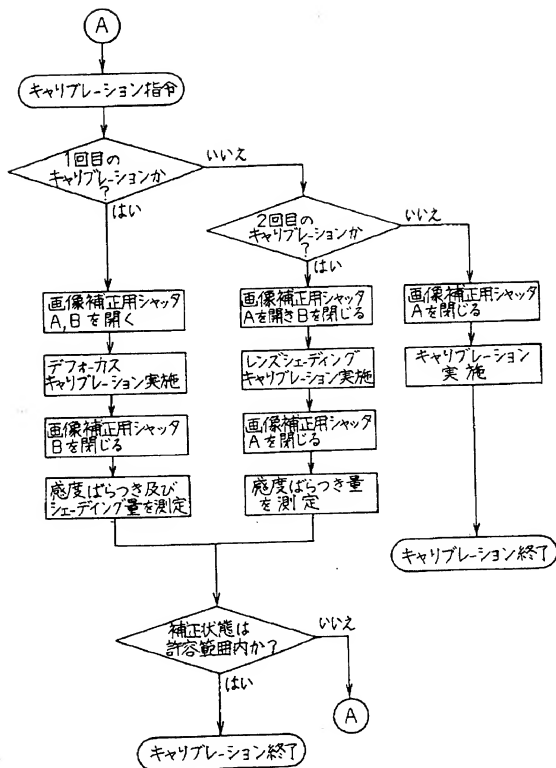 A
キャリブレーション指令
1回目の
キャリブレーションか
?
いいえ
はい
2回目の
キャリブレーションか
?
いいえ
はい
画像補正用シャッタ
A,Bを開く
デフォーカス
キャリブレーション実施
画像補正用シャッタ
Bを閉じる
感度ばらつき及び
シェーディング量を測定
画像補正用シャッタ
Aを開きBを閉じる
レンズシェーディング
キャリブレーション実施
画像補正用シャッタ
Aを閉じる
感度ばらつき量
を測定
画像補正用シャッタ
Aを閉じる
キャリブレーション
実施
キャリブレーション終了
補正状態は
許容範囲内か?
いいえ
はい
A
キャリブレーション終了